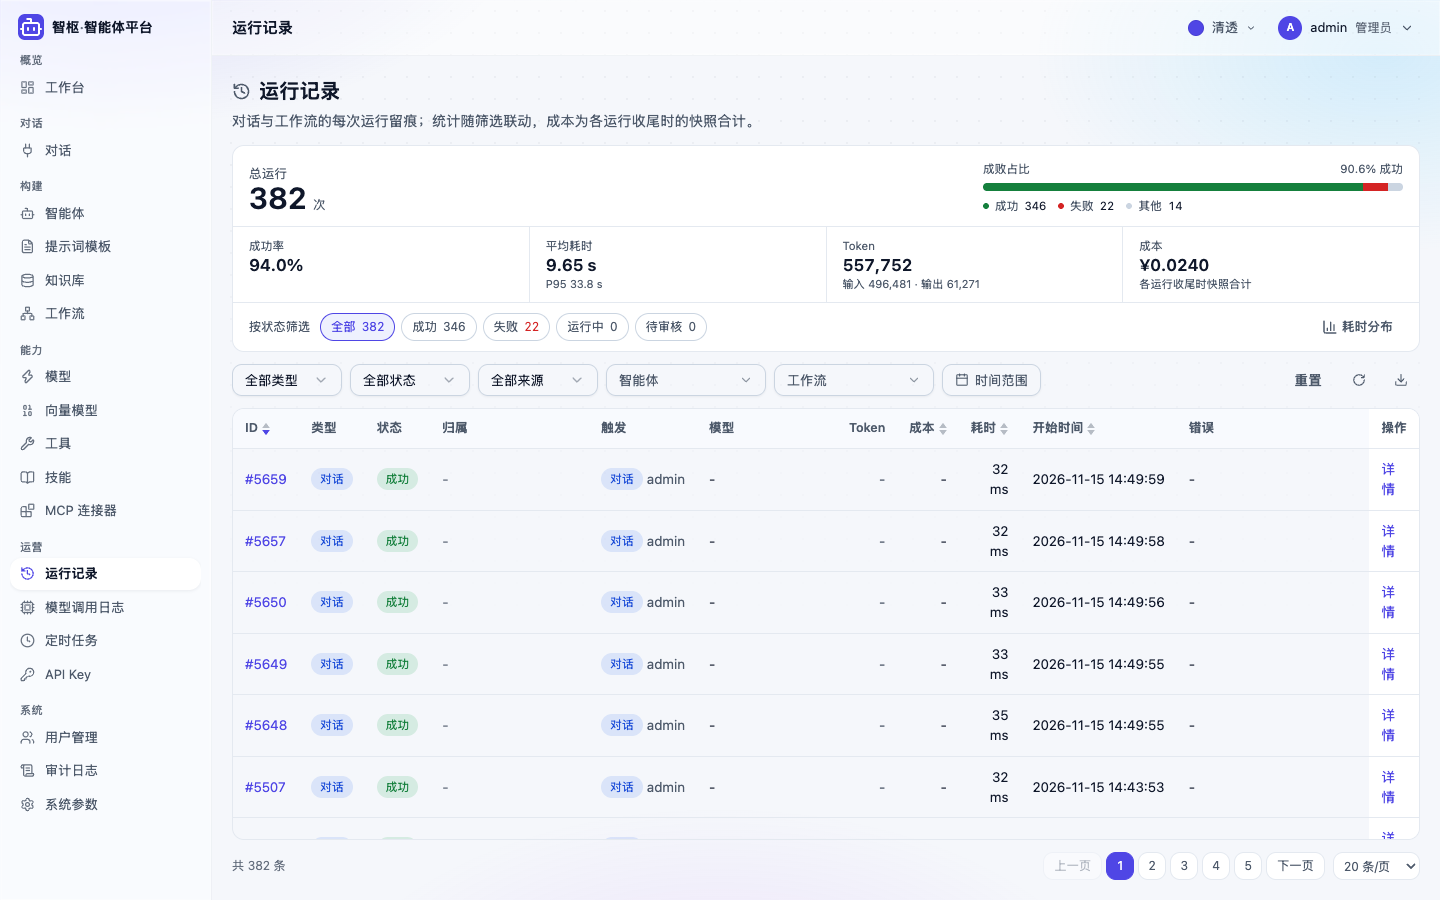 智枢·智能体平台
概览
工作台
对话
对话
构建
智能体
提示词模板
知识库
工作流
能力
模型
向量模型
工具
技能
MCP 连接器
运营
运行记录
模型调用日志
定时任务
API Key
系统
用户管理
审计日志
系统参数
运行记录
清透
A admin 管理员
运行记录
对话与工作流的每次运行留痕；统计随筛选联动，成本为各运行收尾时的快照合计。
总运行
382 次
成败占比 90.6% 成功
成功 346 失败 22 其他 14
成功率
94.0%
平均耗时
9.65 s
P95 33.8 s
Token
557,752
输入 496,481 · 输出 61,271
成本
¥0.0240
各运行收尾时快照合计
按状态筛选 全部 382 成功 346 失败 22 运行中 0 待审核 0 耗时分布
全部类型 全部状态 全部来源 智能体 工作流 时间范围 重置
ID 类型 状态 归属 触发 模型 Token 成本 耗时 开始时间 错误 操作
#5659 对话 成功 - 对话 admin - - - 32 ms 2026-11-15 14:49:59 - 详情
#5657 对话 成功 - 对话 admin - - - 32 ms 2026-11-15 14:49:58 - 详情
#5650 对话 成功 - 对话 admin - - - 33 ms 2026-11-15 14:49:56 - 详情
#5649 对话 成功 - 对话 admin - - - 33 ms 2026-11-15 14:49:55 - 详情
#5648 对话 成功 - 对话 admin - - - 35 ms 2026-11-15 14:49:55 - 详情
#5507 对话 成功 - 对话 admin - - - 32 ms 2026-11-15 14:43:53 - 详情
共 382 条 上一页 1 2 3 4 5 下一页 20 条/页